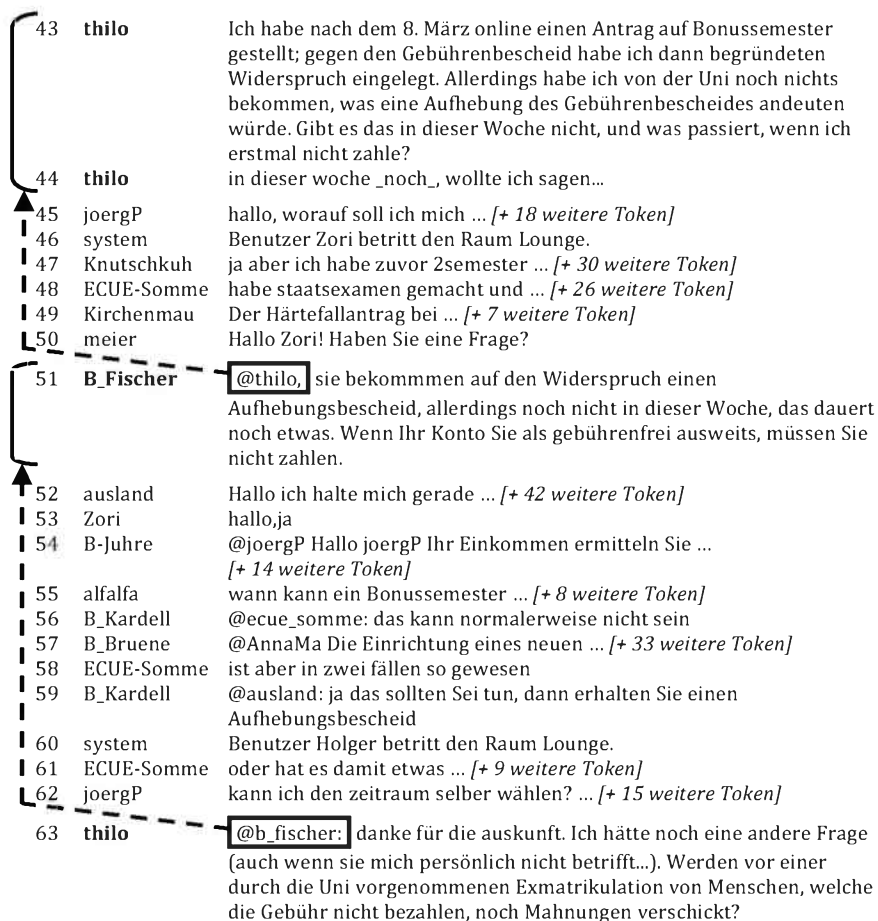 43 thilo Ich habe nach dem 8. März online einen Antrag auf Bonussemester
gestellt; gegen den Gebührenbescheid habe ich dann begründeten
Widerspruch eingelegt. Allerdings habe ich von der Uni noch nichts
bekommen, was eine Aufhebung des Gebührenbescheides andeuten
würde. Gibt es das in dieser Woche nicht, und was passiert, wenn ich
erstmal nicht zahle?
44 thilo in dieser woche _noch_, wollte ich sagen...
45 joergP hallo, worauf soll ich mich ... [+ 18 weitere Token]
46 system Benutzer Zori betritt den Raum Lounge.
47 Knutschkuh ja aber ich habe zuvor 2semester ... [+ 30 weitere Token]
48 ECUE-Somme habe staatsexamen gemacht und ... [+ 26 weitere Token]
49 Kirchenmau Der Härtefallantrag bei ... [+ 7 weitere Token]
50 meier Hallo Zori! Haben Sie eine Frage?
51 B_Fischer @thilo, sie bekommmen auf den Widerspruch einen
Aufhebungsbescheid, allerdings noch nicht in dieser Woche, das dauert
noch etwas. Wenn Ihr Konto Sie als gebührenfrei ausweits, müssen Sie
nicht zahlen.
52 ausland Hallo ich halte mich gerade ... [+ 42 weitere Token]
53 Zori hallo,ja
54 B-Juhre @joergP Hallo joergP Ihr Einkommen ermitteln Sie ...
[+ 14 weitere Token]
55 alfalfa wann kann ein Bonussemester ... [+ 8 weitere Token]
56 B_Kardell @ecue_somme: das kann normalerweise nicht sein
57 B_Bruene @AnnaMa Die Einrichtung eines neuen ... [+ 33 weitere Token]
58 ECUE-Somme ist aber in zwei fällen so gewesen
59 B_Kardell @ausland: ja das sollten Sei tun, dann erhalten Sie einen
Aufhebungsbescheid
60 system Benutzer Holger betritt den Raum Lounge.
61 ECUE-Somme oder hat es damit etwas ... [+ 9 weitere Token]
62 joergP kann ich den zeitraum selber wählen? ... [+ 15 weitere Token]
63 thilo @b_fischer: danke für die auskunft. Ich hätte noch eine andere Frage
(auch wenn sie mich persönlich nicht betrifft...). Werden vor einer
durch die Uni vorgenommenen Exmatrikulation von Menschen, welche
die Gebühr nicht bezahlen, noch Mahnungen verschickt?